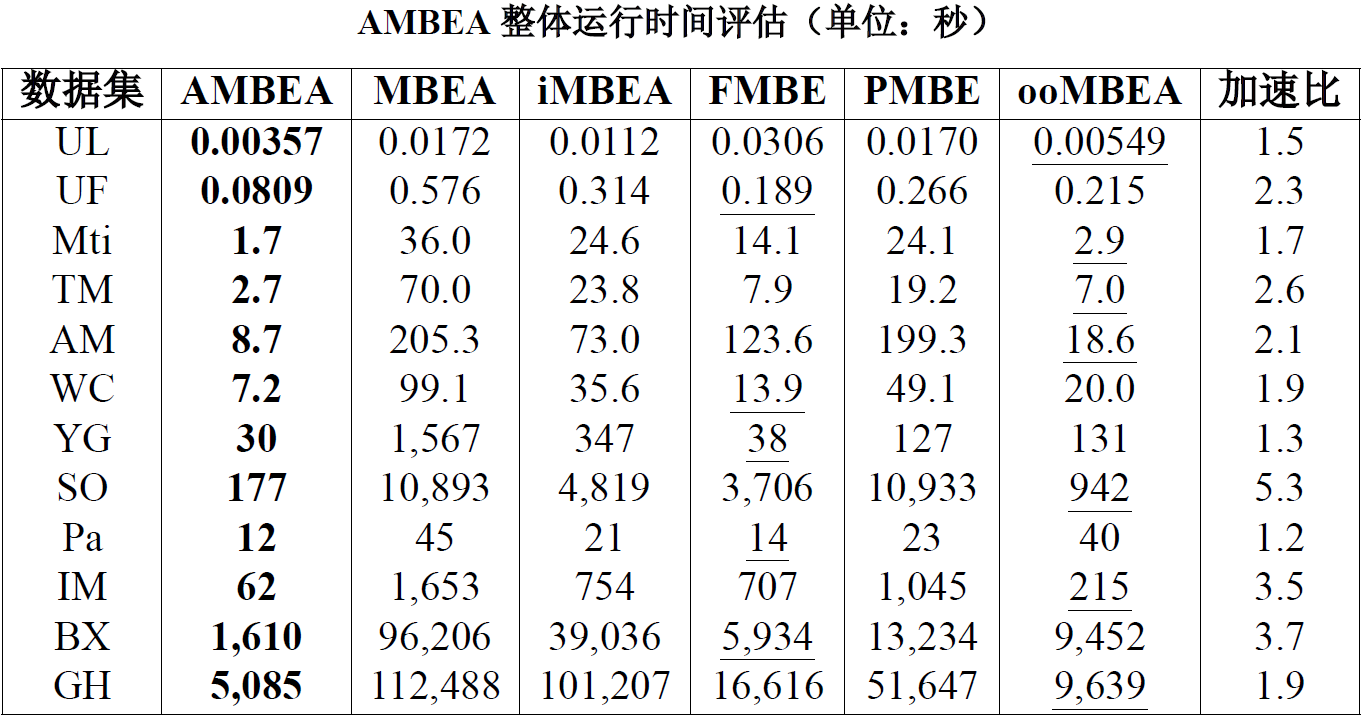 AMBEA 整体运行时间评估（单位：秒）
数据集 AMBEA MBEA iMBEA FMBE PMBE ooMBEA 加速比
UL 0.00357 0.0172 0.0112 0.0306 0.0170 0.00549 1.5
UF 0.0809 0.576 0.314 0.189 0.266 0.215 2.3
Mti 1.7 36.0 24.6 14.1 24.1 2.9 1.7
TM 2.7 70.0 23.8 7.9 19.2 7.0 2.6
AM 8.7 205.3 73.0 123.6 199.3 18.6 2.1
WC 7.2 99.1 35.6 13.9 49.1 20.0 1.9
YG 30 1,567 347 38 127 131 1.3
SO 177 10,893 4,819 3,706 10,933 942 5.3
Pa 12 45 21 14 23 40 1.2
IM 62 1,653 754 707 1,045 215 3.5
BX 1,610 96,206 39,036 5,934 13,234 9,452 3.7
GH 5,085 112,488 101,207 16,616 51,647 9,639 1.9